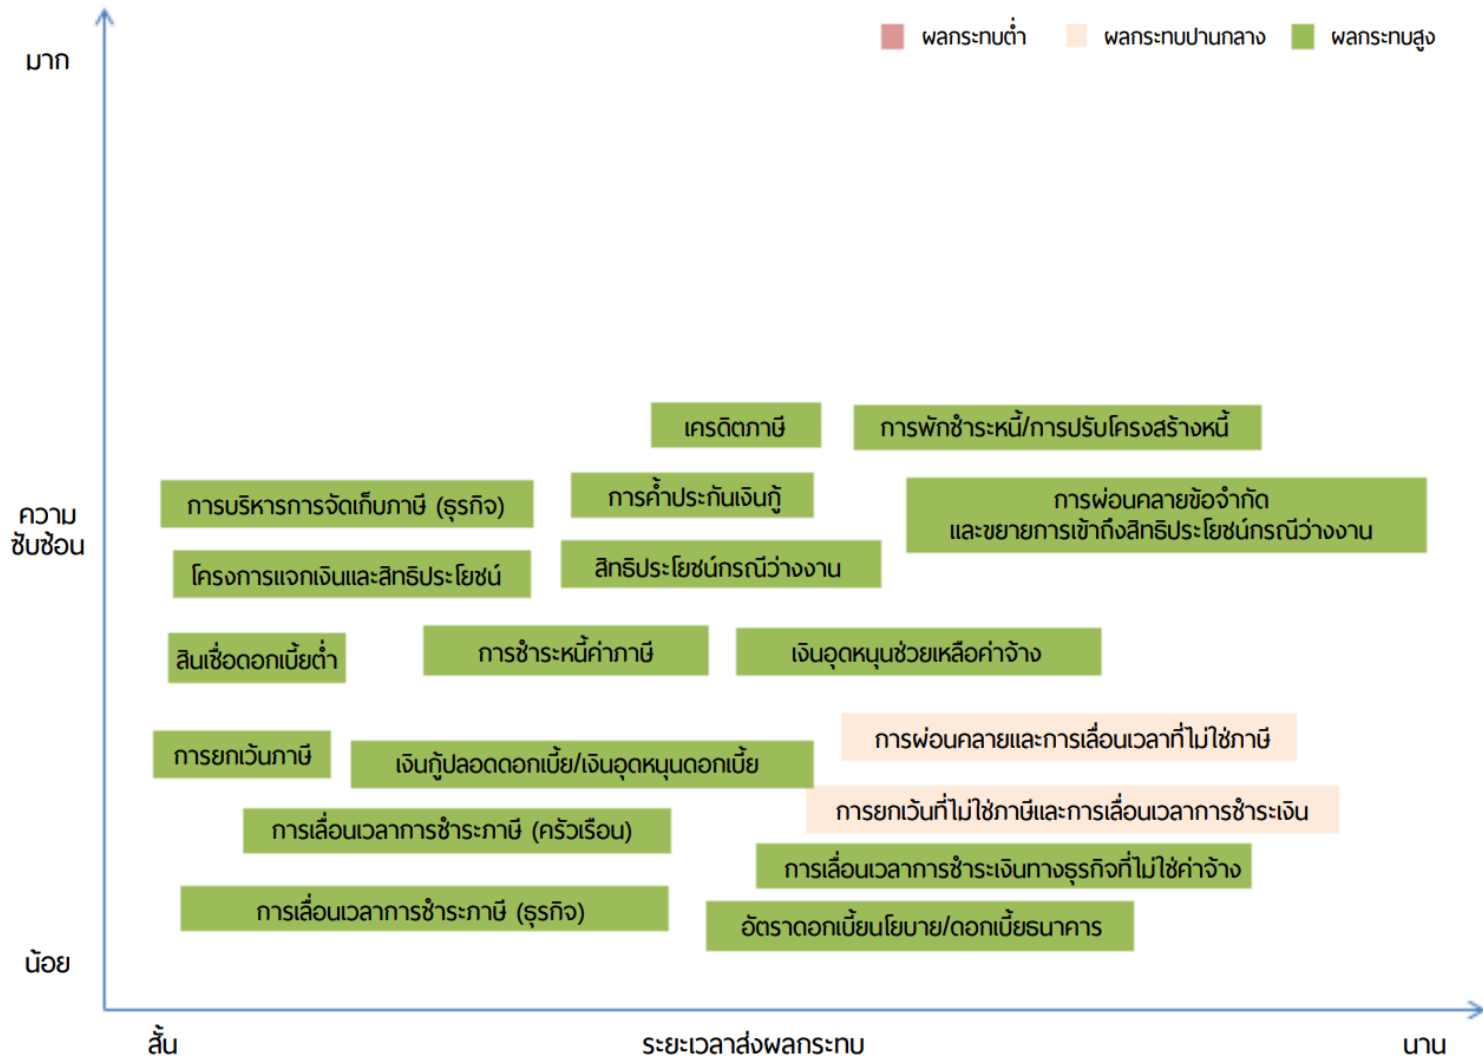 มาก
ผลกระทบต่ำ
ผลกระทบปานกลาง
ผลกระทบสูง
เครดิตภาษี
การพักชำระหนี้/การปรับโครงสร้างหนี้
การบริหารการจัดเก็บภาษี (ธุรกิจ)
การค้ำประกันเงินกู้
การผ่อนคลายข้อจำกัด
และขยายการเข้าถึงสิทธิประโยชน์กรณีว่างงาน
ความ
ซับซ้อน
โครงการแจกเงินและสิทธิประโยชน์
สิทธิประโยชน์กรณีว่างงาน
สินเชื่อดอกเบี้ยต่ำ
การชำระหนี้ค่าภาษี
เงินอุดหนุนช่วยเหลือค่าจ้าง
การผ่อนคลายและการเลื่อนเวลาที่ไม่ใช่ภาษี
การยกเว้นภาษี
เงินกู้ปลอดดอกเบี้ย/เงินอุดหนุนดอกเบี้ย
การยกเว้นที่ไม่ใช่ภาษีและการเลื่อนเวลาการชำระเงิน
การเลื่อนเวลาการชำระภาษี (ครัวเรือน)
การเลื่อนเวลาการชำระเงินทางธุรกิจที่ไม่ใช่ค่าจ้าง
การเลื่อนเวลาการชำระภาษี (ธุรกิจ)
อัตราดอกเบี้ยนโยบาย/ดอกเบี้ยธนาคาร
น้อย
สั้น
ระยะเวลาส่งผลกระทบ
นาน